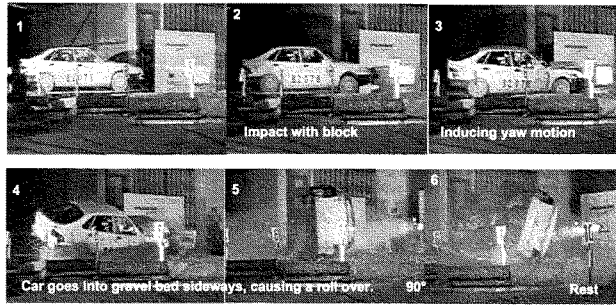 1
2
3
Impact with block
Inducing yaw motion
4
5
6
Car goes into gravel bed sideways, causing a roll over.
90°
Rest